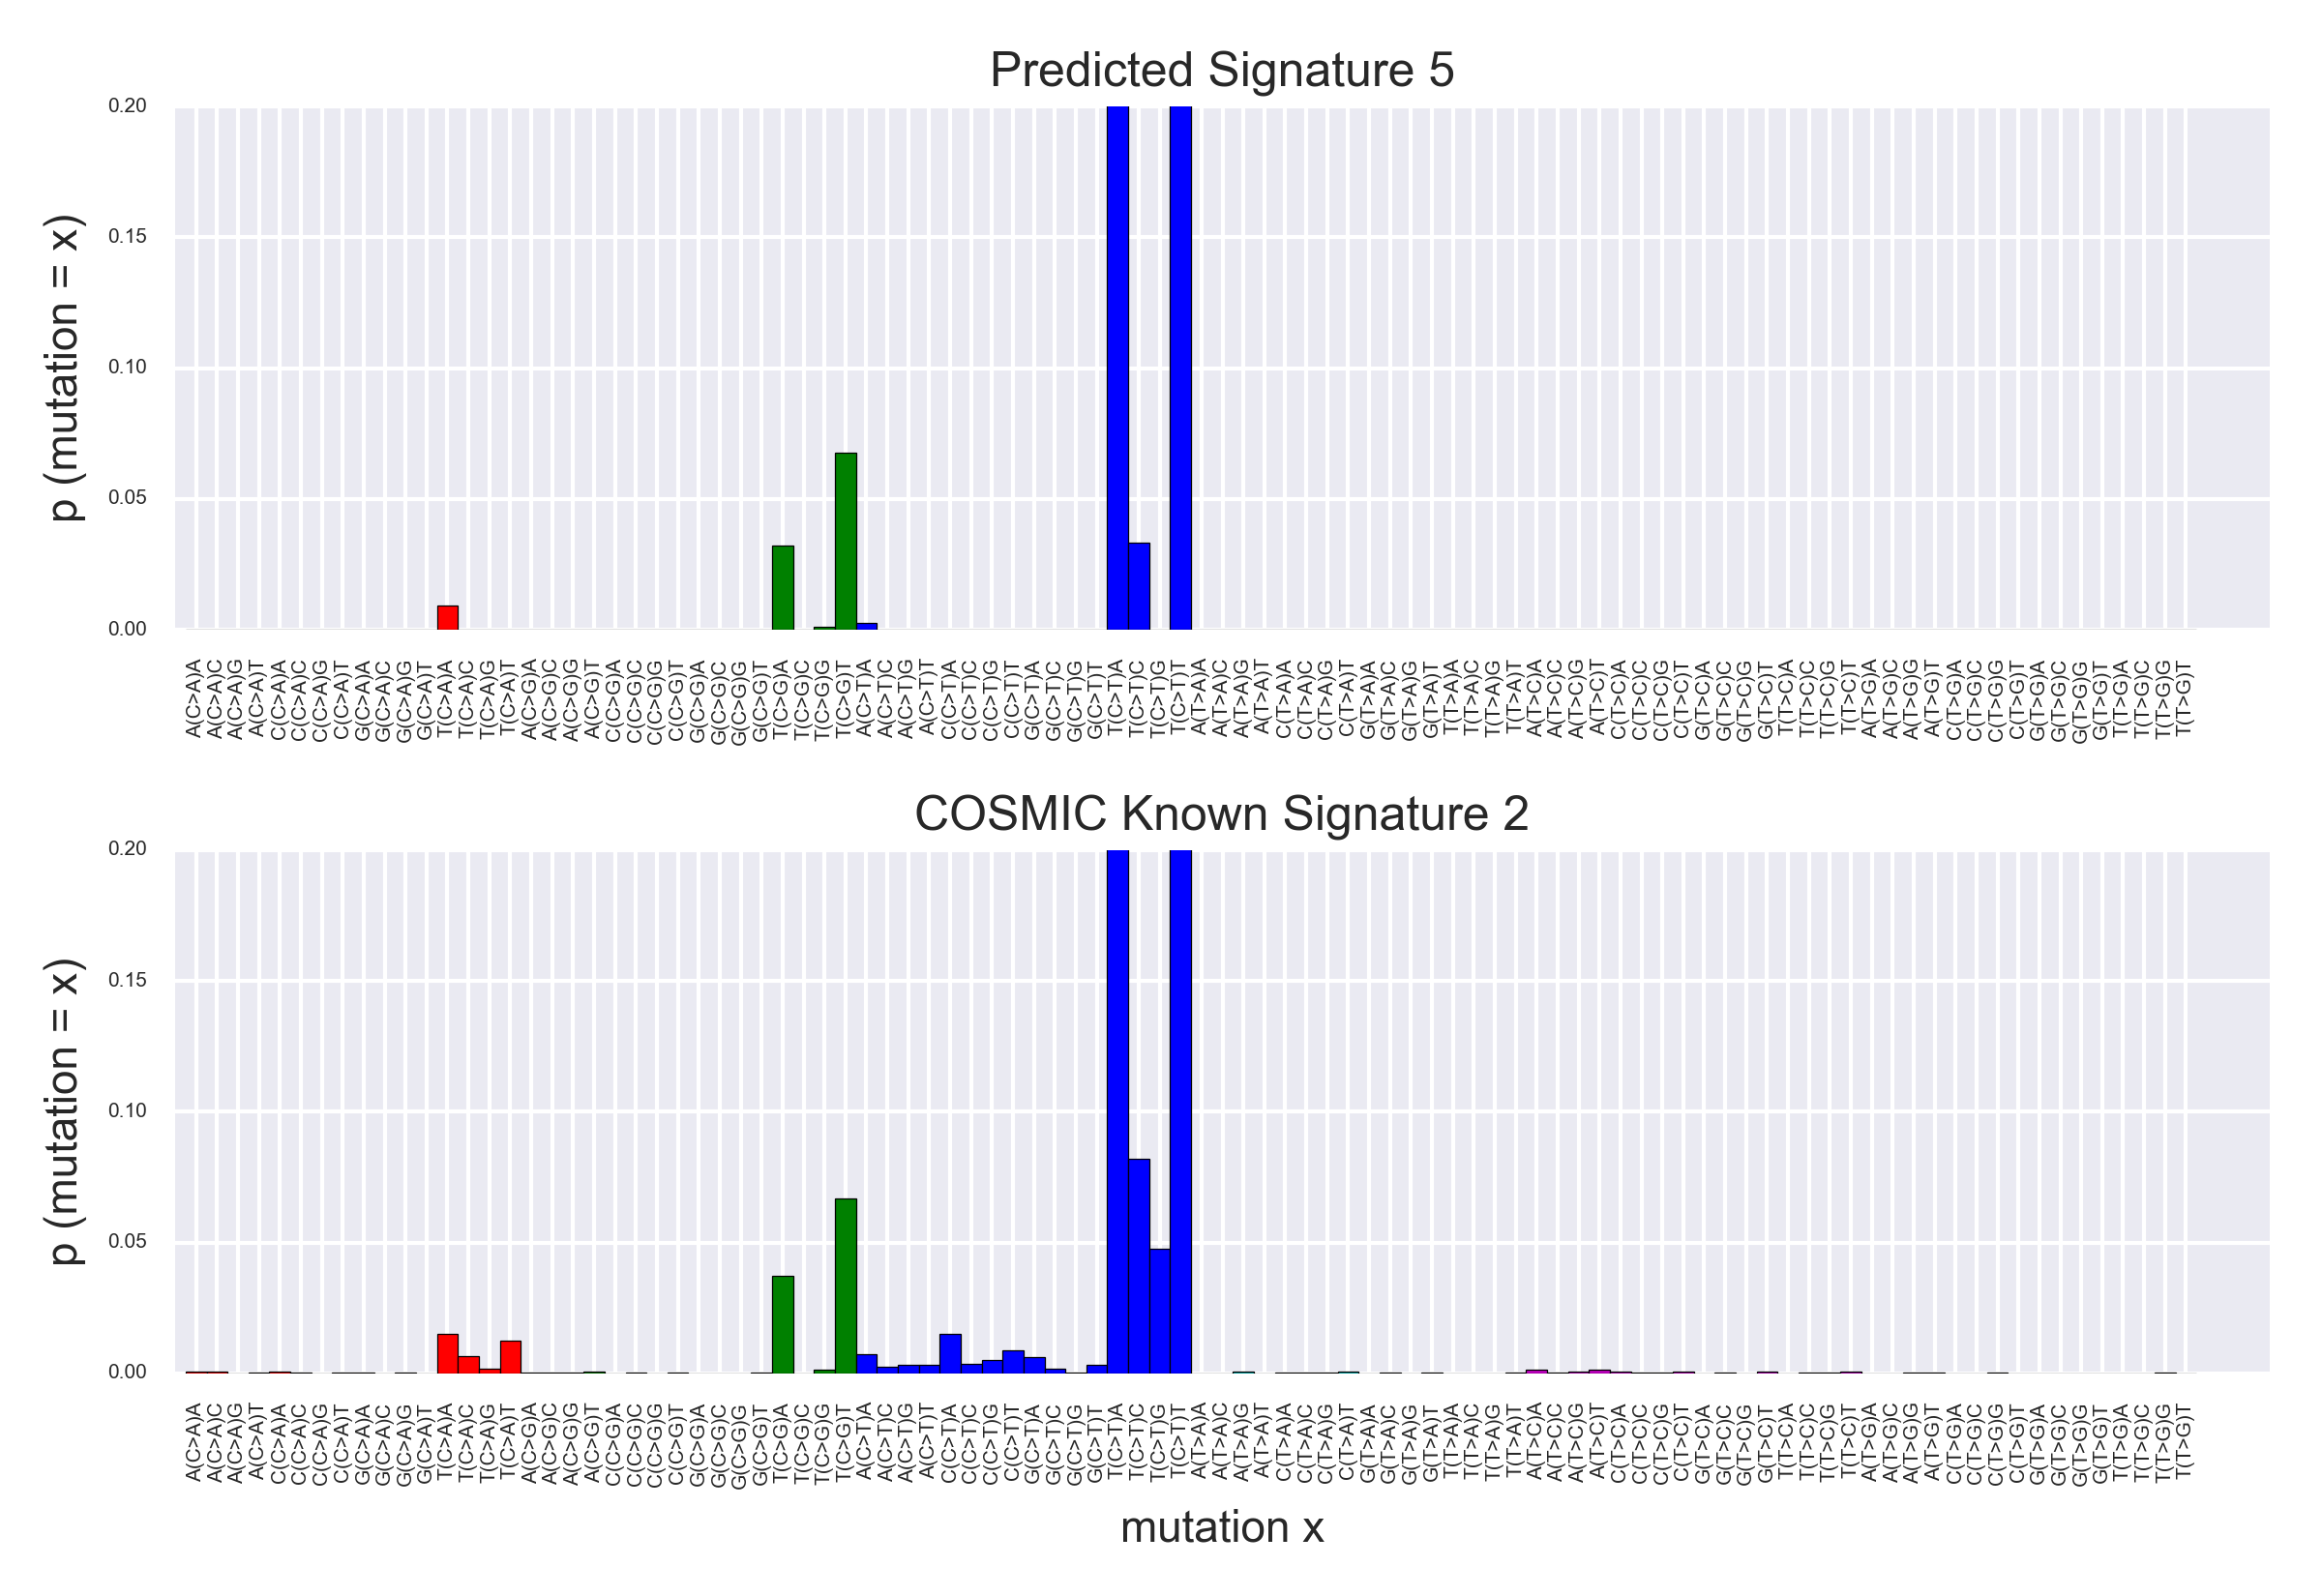 Predicted Signature 5
p (mutation = x)
0.20
0.15
0.10
0.05
0.00
A(C>A)A A(C>A)C A(C>A)G A(C>A)T C(C>A)A C(C>A)C C(C>A)G C(C>A)T G(C>A)A G(C>A)C G(C>A)G G(C>A)T T(C>A)A T(C>A)C T(C>A)G T(C>A)T A(C>G)A A(C>G)C A(C>G)G A(C>G)T C(C>G)A C(C>G)C C(C>G)G C(C>G)T G(C>G)A G(C>G)C G(C>G)G G(C>G)T T(C>G)A T(C>G)C T(C>G)G T(C>G)T A(C>T)A A(C>T)C A(C>T)G A(C>T)T C(C>T)A C(C>T)C C(C>T)G C(C>T)T G(C>T)A G(C>T)C G(C>T)G G(C>T)T T(C>T)A T(C>T)C T(C>T)G T(C>T)T A(T>A)A A(T>A)C A(T>A)G A(T>A)T C(T>A)A C(T>A)C C(T>A)G C(T>A)T G(T>A)A G(T>A)C G(T>A)G G(T>A)T T(T>A)A T(T>A)C T(T>A)G T(T>A)T A(T>C)A A(T>C)C A(T>C)G A(T>C)T C(T>C)A C(T>C)C C(T>C)G C(T>C)T G(T>C)A G(T>C)C G(T>C)G G(T>C)T T(T>C)A T(T>C)C T(T>C)G T(T>C)T A(T>G)A A(T>G)C A(T>G)G A(T>G)T C(T>G)A C(T>G)C C(T>G)G C(T>G)T G(T>G)A G(T>G)C G(T>G)G G(T>G)T T(T>G)A T(T>G)C T(T>G)G T(T>G)T
COSMIC Known Signature 2
p (mutation = x)
0.20
0.15
0.10
0.05
0.00
A(C>A)A A(C>A)C A(C>A)G A(C>A)T C(C>A)A C(C>A)C C(C>A)G C(C>A)T G(C>A)A G(C>A)C G(C>A)G G(C>A)T T(C>A)A T(C>A)C T(C>A)G T(C>A)T A(C>G)A A(C>G)C A(C>G)G A(C>G)T C(C>G)A C(C>G)C C(C>G)G C(C>G)T G(C>G)A G(C>G)C G(C>G)G G(C>G)T T(C>G)A T(C>G)C T(C>G)G T(C>G)T A(C>T)A A(C>T)C A(C>T)G A(C>T)T C(C>T)A C(C>T)C C(C>T)G C(C>T)T G(C>T)A G(C>T)C G(C>T)G G(C>T)T T(C>T)A T(C>T)C T(C>T)G T(C>T)T A(T>A)A A(T>A)C A(T>A)G A(T>A)T C(T>A)A C(T>A)C C(T>A)G C(T>A)T G(T>A)A G(T>A)C G(T>A)G G(T>A)T T(T>A)A T(T>A)C T(T>A)G T(T>A)T A(T>C)A A(T>C)C A(T>C)G A(T>C)T C(T>C)A C(T>C)C C(T>C)G C(T>C)T G(T>C)A G(T>C)C G(T>C)G G(T>C)T T(T>C)A T(T>C)C T(T>C)G T(T>C)T A(T>G)A A(T>G)C A(T>G)G A(T>G)T C(T>G)A C(T>G)C C(T>G)G C(T>G)T G(T>G)A G(T>G)C G(T>G)G G(T>G)T T(T>G)A T(T>G)C T(T>G)G T(T>G)T
mutation x